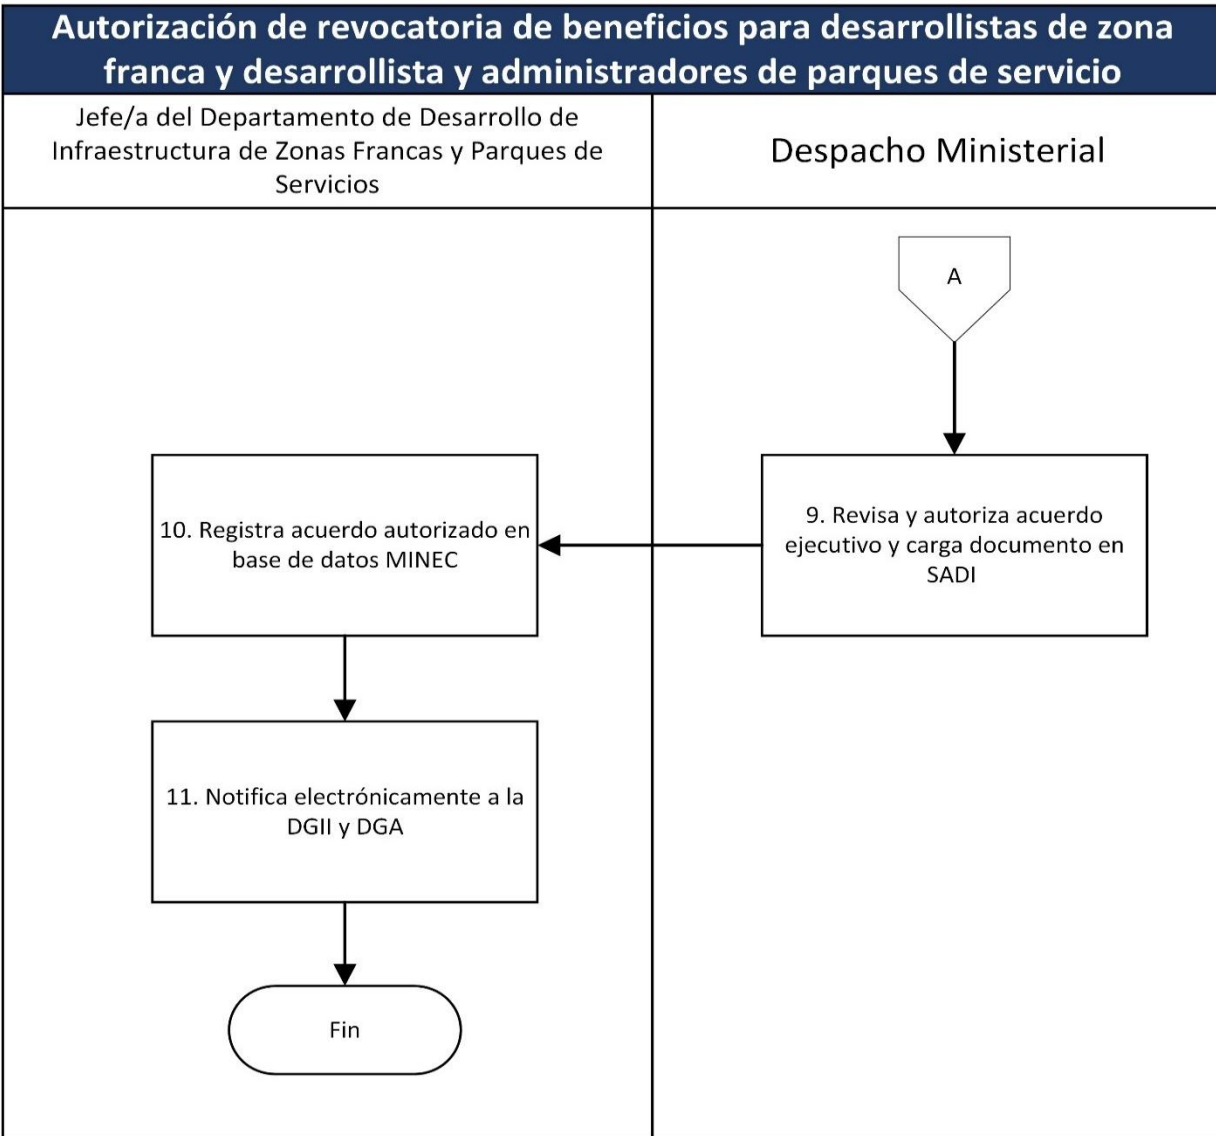 Autorización de revocatoria de beneficios para desarrollistas de zona
franca y desarrollista y administradores de parques de servicio
Jefe/a del Departamento de Desarrollo de
Infraestructura de Zonas Francas y Parques de
Servicios
Despacho Ministerial
A
9. Revisa y autoriza acuerdo
ejecutivo y carga documento en
SADI
10. Registra acuerdo autorizado en
base de datos MINEC
11. Notifica electrónicamente a la
DGII y DGA
Fin